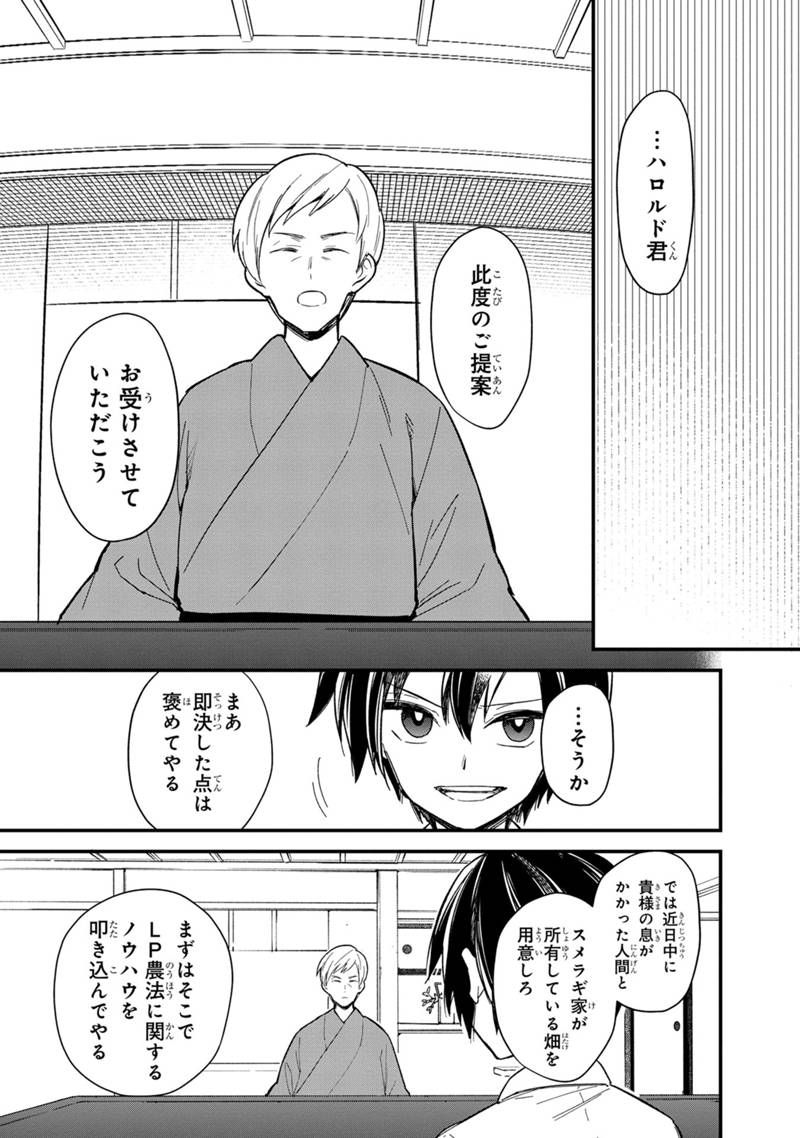 …ハロルド君
此度のご提案
お受けさせて
いただこう
…そうか
まあ
即決した点は
褒めてやる
では近日中に
貴様の息が
かかった人間と
スメラギ家が
所有している畑を
用意しろ
まずはそこで
LP農法に関する
ノウハウを
叩き込んでやる